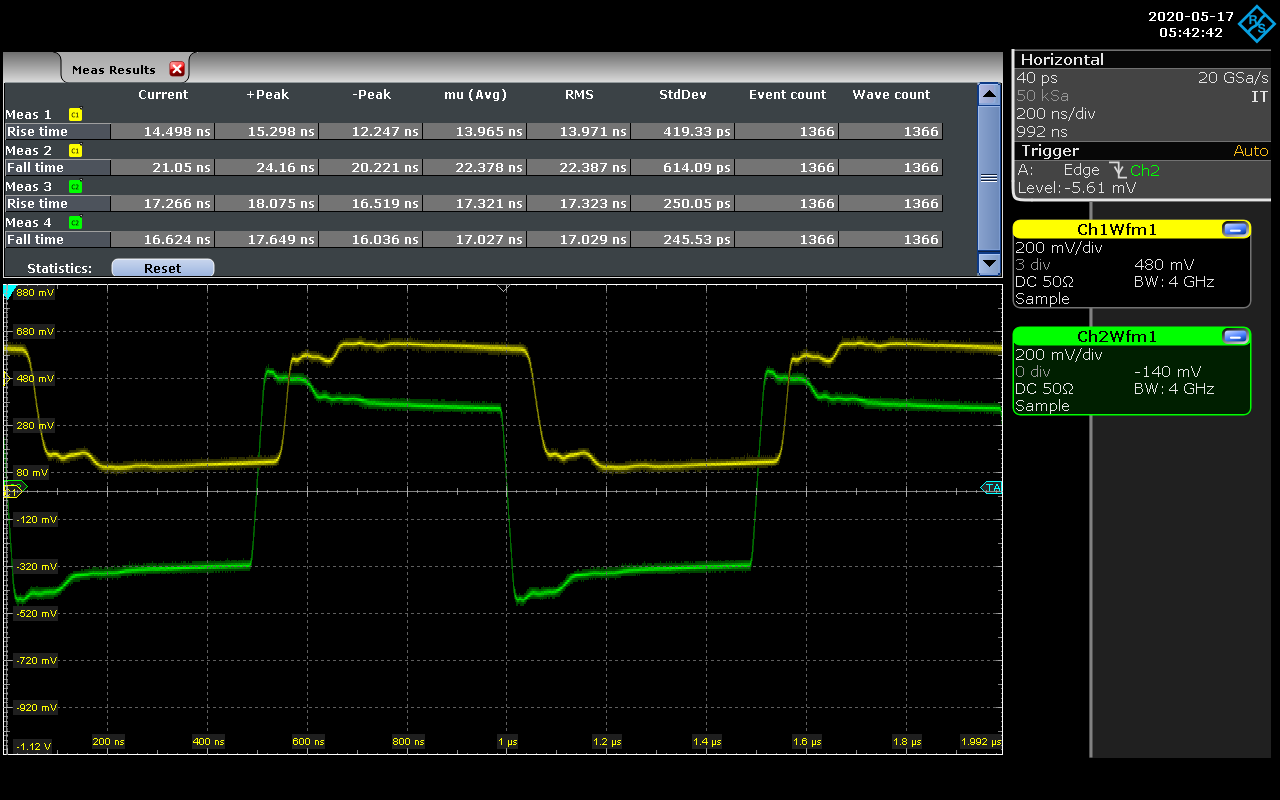 2020-05-17
05:42:42
R S
Meas Results
Current +Peak -Peak mu (Avg) RMS StdDev Event count Wave count
Meas 1 C1
Rise time 14.498 ns 15.298 ns 12.247 ns 13.965 ns 13.971 ns 419.33 ps 1366 1366
Meas 2 C1
Fall time 21.05 ns 24.16 ns 20.221 ns 22.378 ns 22.387 ns 614.09 ps 1366 1366
Meas 3 C2
Rise time 17.266 ns 18.075 ns 16.519 ns 17.321 ns 17.323 ns 250.05 ps 1366 1366
Meas 4 C2
Fall time 16.624 ns 17.649 ns 16.036 ns 17.027 ns 17.029 ns 245.53 ps 1366 1366
Statistics: Reset
880 mV
680 mV
480 mV
280 mV
80 mV
-120 mV
-320 mV
-520 mV
-720 mV
-920 mV
-1.12 V
TA
200 ns 400 ns 600 ns 800 ns 1 µs 1.2 µs 1.4 µs 1.6 µs 1.8 µs 1.992 µs
Horizontal
40 ps 20 GSa/s
50 kSa IT
200 ns/div
992 ns
Trigger Auto
A: Edge Ch2
Level: -5.61 mV
Ch1Wfm1
200 mV/div
3 div 480 mV
DC 50Ω BW: 4 GHz
Sample
Ch2Wfm1
200 mV/div
0 div -140 mV
DC 50Ω BW: 4 GHz
Sample